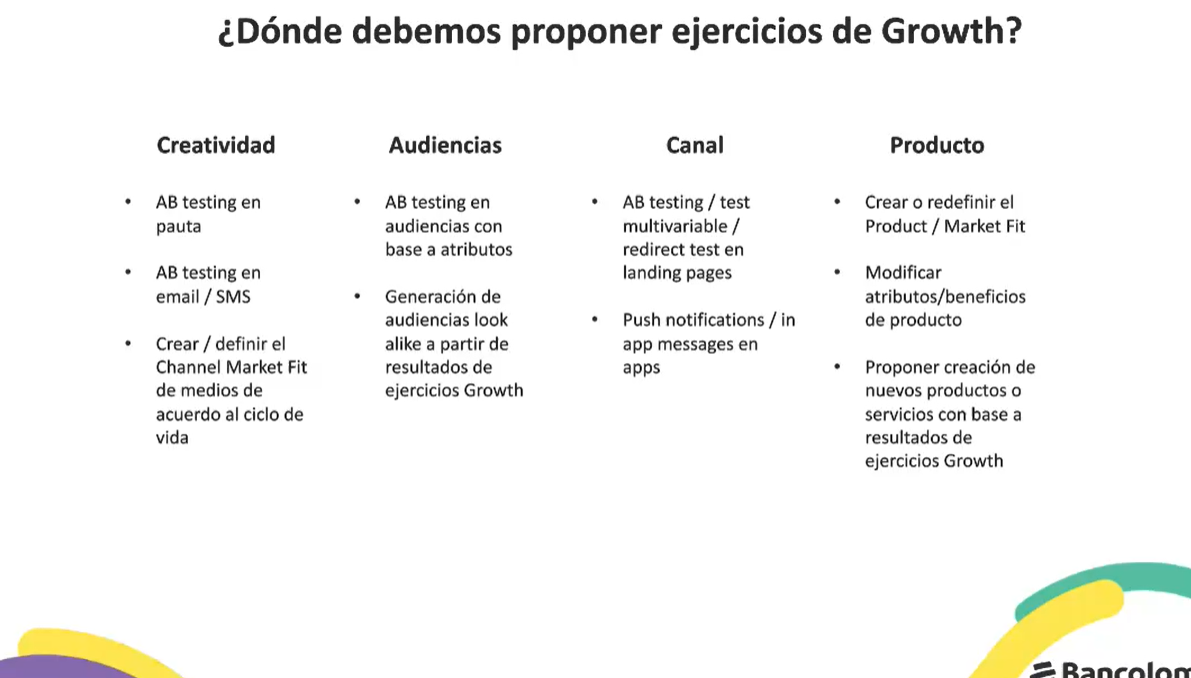 ¿Dónde debemos proponer ejercicios de Growth?
Creatividad
• AB testing en
pauta
• AB testing en
email / SMS
• Crear / definir el
Channel Market Fit
de medios de
acuerdo al ciclo de
vida
Audiencias
• AB testing en
audiencias con
base a atributos
• Generación de
audiencias look
alike a partir de
resultados de
ejercicios Growth
Canal
• AB testing / test
multivariable /
redirect test en
landing pages
• Push notifications / in
app messages en
apps
Producto
• Crear o redefinir el
Product / Market Fit
• Modificar
atributos/beneficios
de producto
• Proponer creación de
nuevos productos o
servicios con base a
resultados de
ejercicios Growth